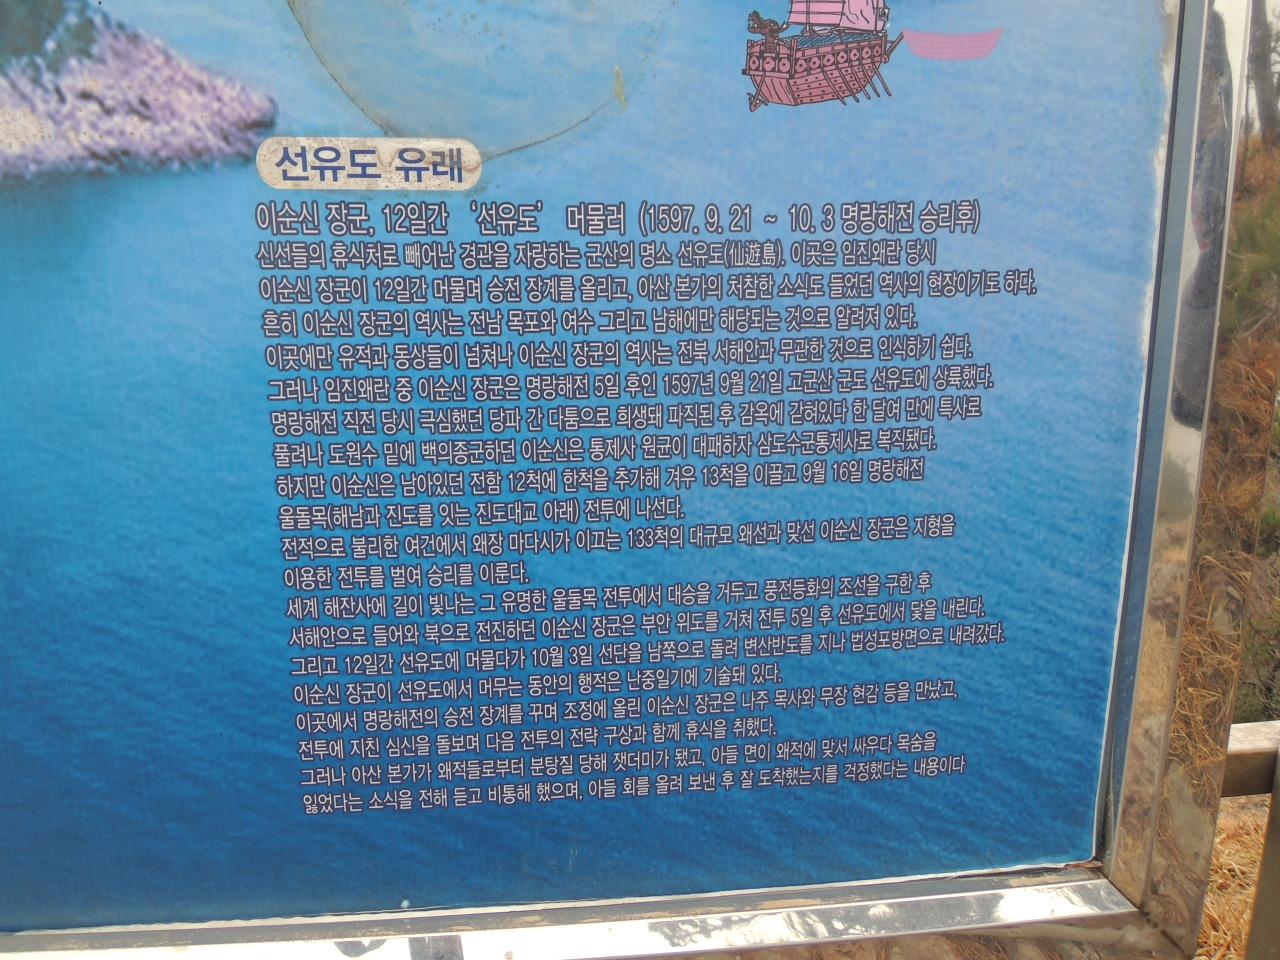 선유도 유래
이순신 장군, 12일간 '선유도' 머물러 (1597. 9. 21 ~ 10. 3 명랑해전 승리후)
신선들의 휴식처로 빼어난 경관을 자랑하는 군산의 명소 선유도(仙遊島). 이곳은 임진왜란 당시
이순신 장군이 12일간 머물며 승전 장계를 올리고, 아산 본가의 처참한 소식도 들었던 역사의 현장이기도 하다.
흔히 이순신 장군의 역사는 전남 목포와 여수 그리고 남해에만 해당되는 것으로 알려져 있다.
이곳에만 유적과 동상들이 넘쳐나 이순신 장군의 역사는 전북 서해안과 무관한 것으로 인식하기 쉽다.
그러나 임진왜란 중 이순신 장군은 명랑해전 5일 후인 1597년 9월 21일 고군산 군도 선유도에 상륙했다.
명랑해전 직전 당시 극심했던 당파 간 다툼으로 희생돼 파직된 후 감옥에 갇혀있다 한 달여 만에 특사로
풀려나 도원수 밑에 백의종군하던 이순신은 통제사 원균이 대패하자 삼도수군통제사로 복직됐다.
하지만 이순신은 남아있던 전함 12척에 한척을 추가해 겨우 13척을 이끌고 9월 16일 명랑해전
울돌목(해남과 진도를 잇는 진도대교 아래) 전투에 나선다.
전적으로 불리한 여건에서 왜장 마다시가 이끄는 133척의 대규모 왜선과 맞선 이순신 장군은 지형을
이용한 전투를 벌여 승리를 이룬다.
세계 해잔사에 길이 빛나는 그 유명한 울돌목 전투에서 대승을 거두고 풍전등화의 조선을 구한 후
서해안으로 들어와 북으로 전진하던 이순신 장군은 부안 위도를 거쳐 전투 5일 후 선유도에서 닻을 내린다.
그리고 12일간 선유도에 머물다가 10월 3일 선단을 남쪽으로 돌려 변산반도를 지나 법성포방면으로 내려갔다.
이순신 장군이 선유도에서 머무는 동안의 행적은 난중일기에 기술돼 있다.
이곳에서 명랑해전의 승전 장계를 꾸며 조정에 올린 이순신 장군은 나주 목사와 무장 현감 등을 만났고,
전투에 지친 심신을 돌보며 다음 전투의 전략 구상과 함께 휴식을 취했다.
그러나 아산 본가가 왜적들로부터 분탕질 당해 잿더미가 됐고, 아들 면이 왜적에 맞서 싸우다 목숨을
잃었다는 소식을 전해 듣고 비통해 했으며, 아들 회를 올려 보낸 후 잘 도착했는지를 걱정했다는 내용이다